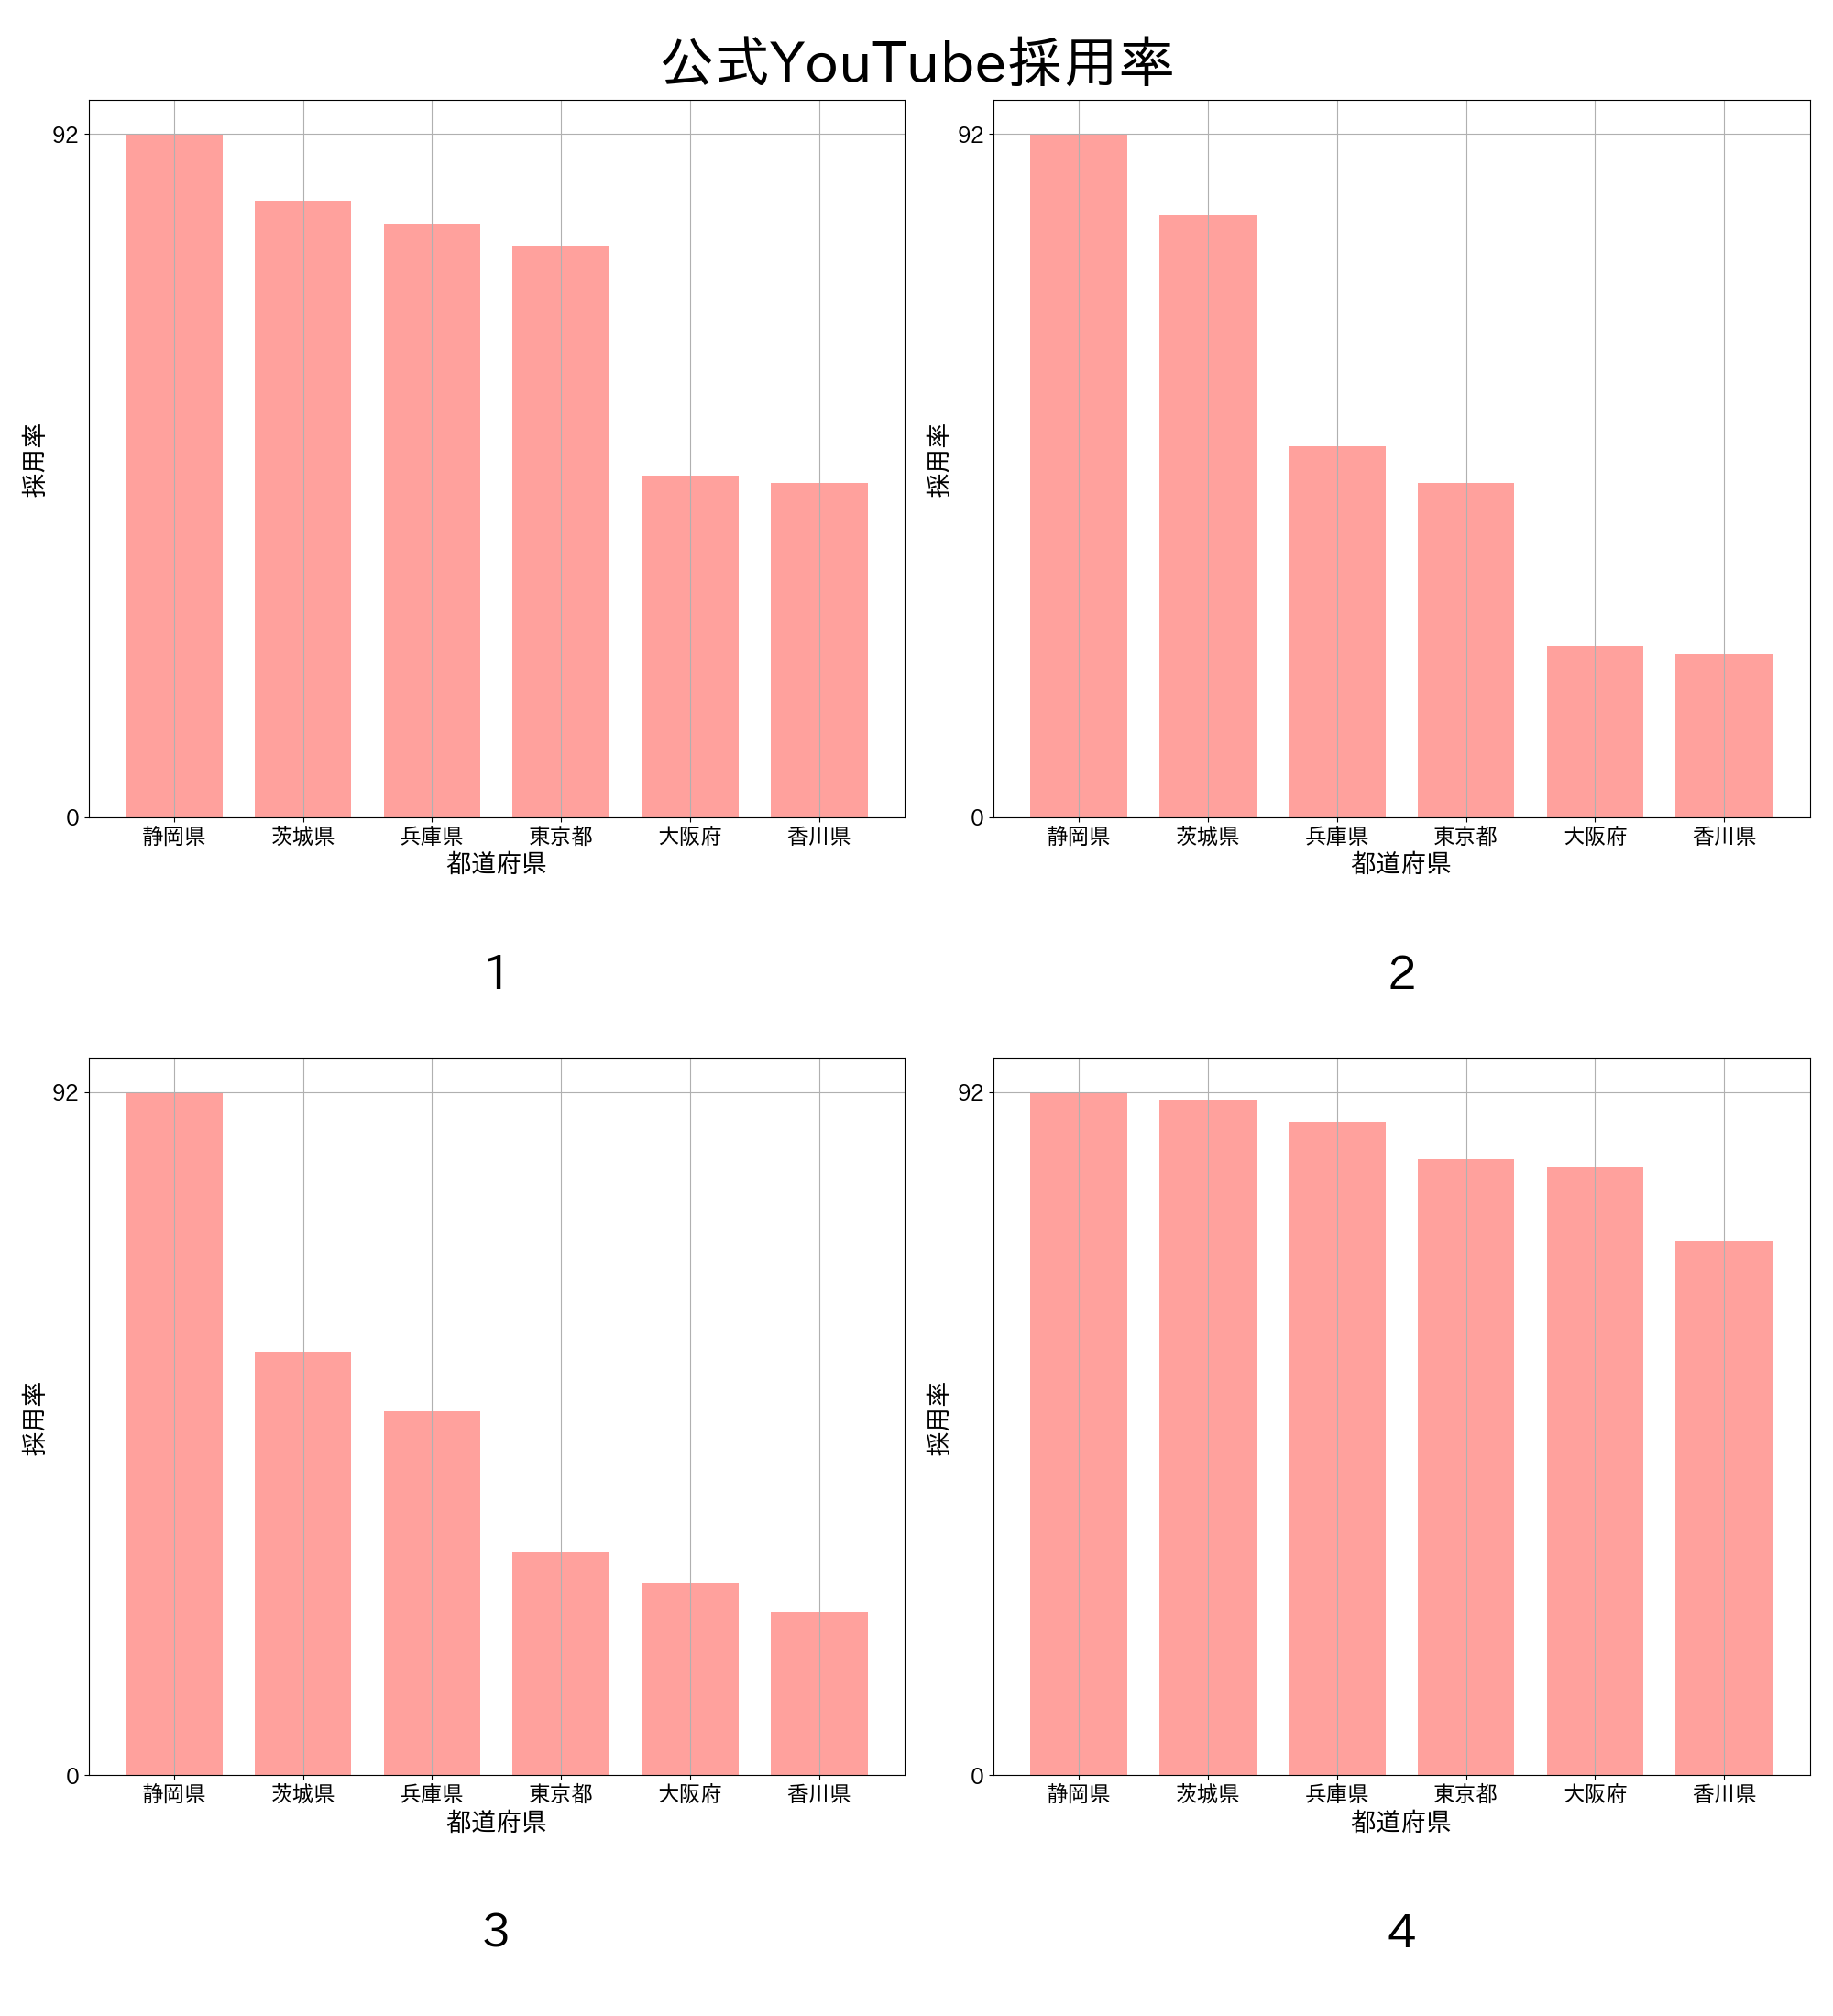 公式YouTube採用率
92
0
採用率
静岡県 茨城県 兵庫県 東京都 大阪府 香川県
都道府県
1
92
0
採用率
静岡県 茨城県 兵庫県 東京都 大阪府 香川県
都道府県
2
92
0
採用率
静岡県 茨城県 兵庫県 東京都 大阪府 香川県
都道府県
3
92
0
採用率
静岡県 茨城県 兵庫県 東京都 大阪府 香川県
都道府県
4